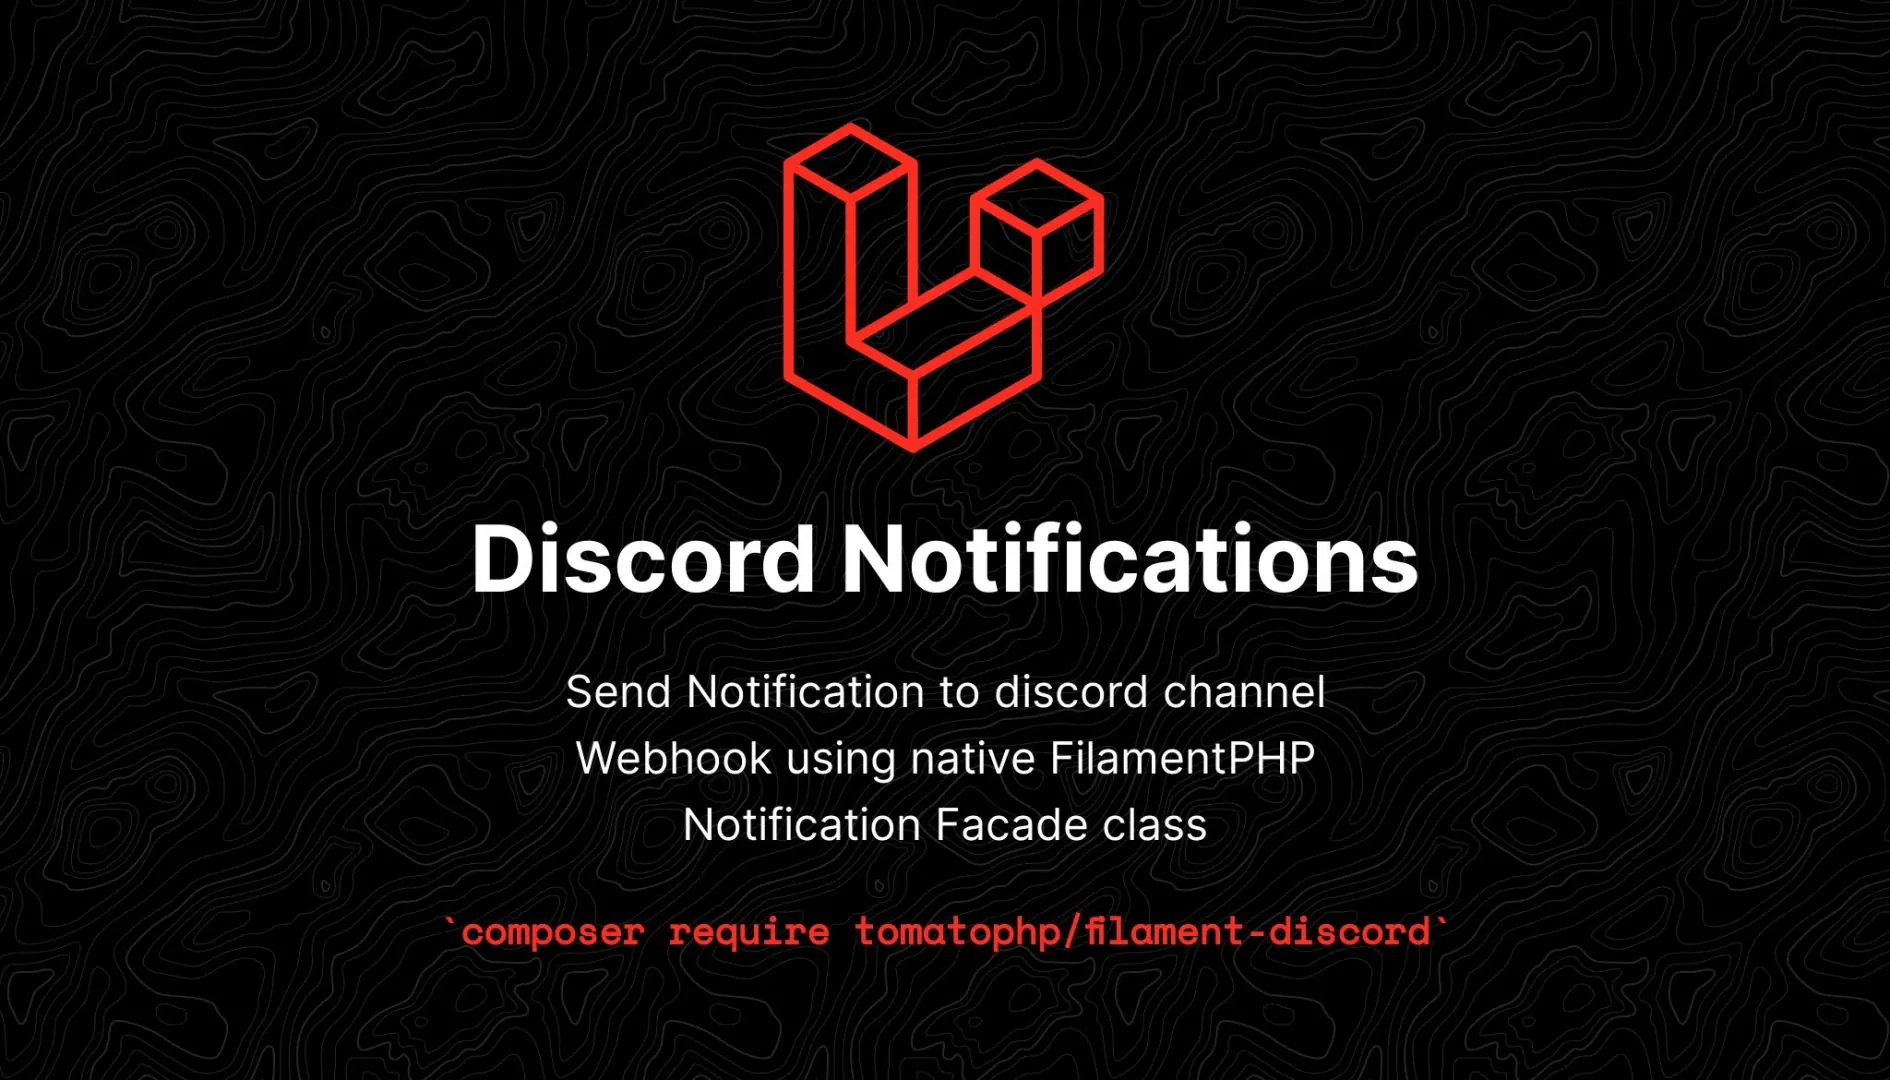 Discord Notifications
Send Notification to discord channel
Webhook using native FilamentPHP
Notification Facade class
`composer require tomatophp/filament-discord`